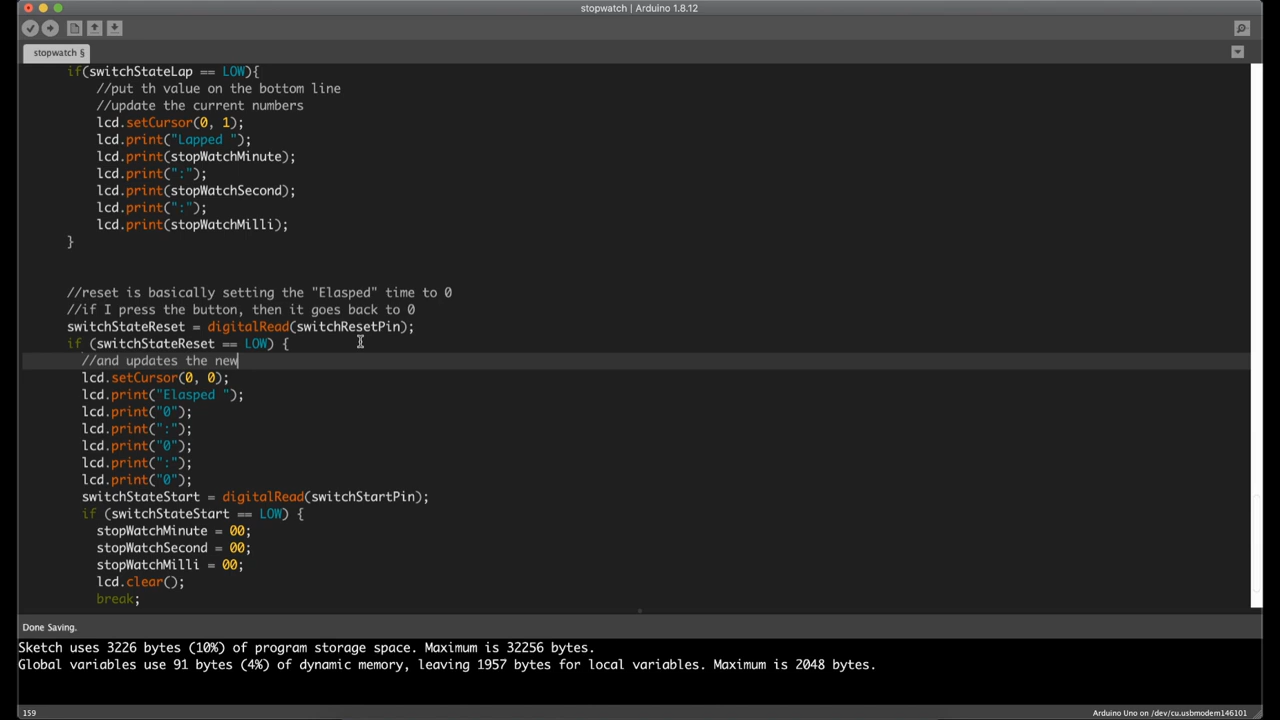 stopwatch | Arduino 1.8.12
stopwatch §
if(switchStateLap == LOW){
//put th value on the bottom line
//update the current numbers
lcd.setCursor(0, 1);
lcd.print("Lapped ");
lcd.print(stopWatchMinute);
lcd.print(":");
lcd.print(stopWatchSecond);
lcd.print(":");
lcd.print(stopWatchMilli);
}
//reset is basically setting the "Elasped" time to 0
//if I press the button, then it goes back to 0
switchStateReset = digitalRead(switchResetPin);
if (switchStateReset == LOW) {
//and updates the new
lcd.setCursor(0, 0);
lcd.print("Elasped ");
lcd.print("0");
lcd.print(":");
lcd.print("0");
lcd.print(":");
lcd.print("0");
switchStateStart = digitalRead(switchStartPin);
if (switchStateStart == LOW) {
stopWatchMinute = 00;
stopWatchSecond = 00;
stopWatchMilli = 00;
lcd.clear();
break;
Done Saving.
Sketch uses 3226 bytes (10%) of program storage space. Maximum is 32256 bytes.
Global variables use 91 bytes (4%) of dynamic memory, leaving 1957 bytes for local variables. Maximum is 2048 bytes.
159
Arduino Uno on /dev/cu.usbmodem146101